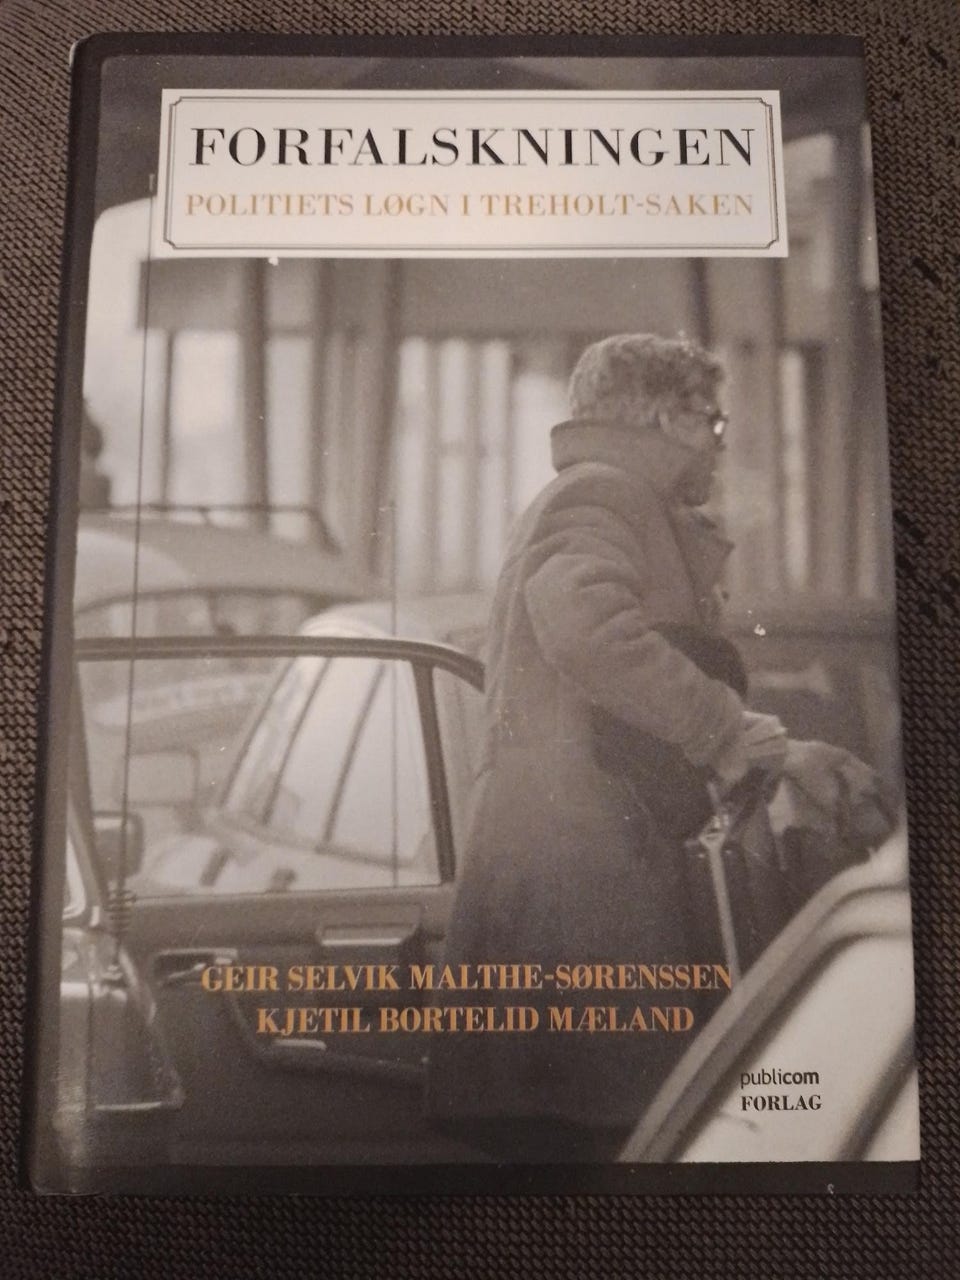 FORFALSKNINGEN
POLITIETS LØGN I TREHOLT-SAKEN
GEIR SELVIK MALTHE-SØRENSSEN
KJETIL BORTELID MÆLAND
publicom
FORLAG